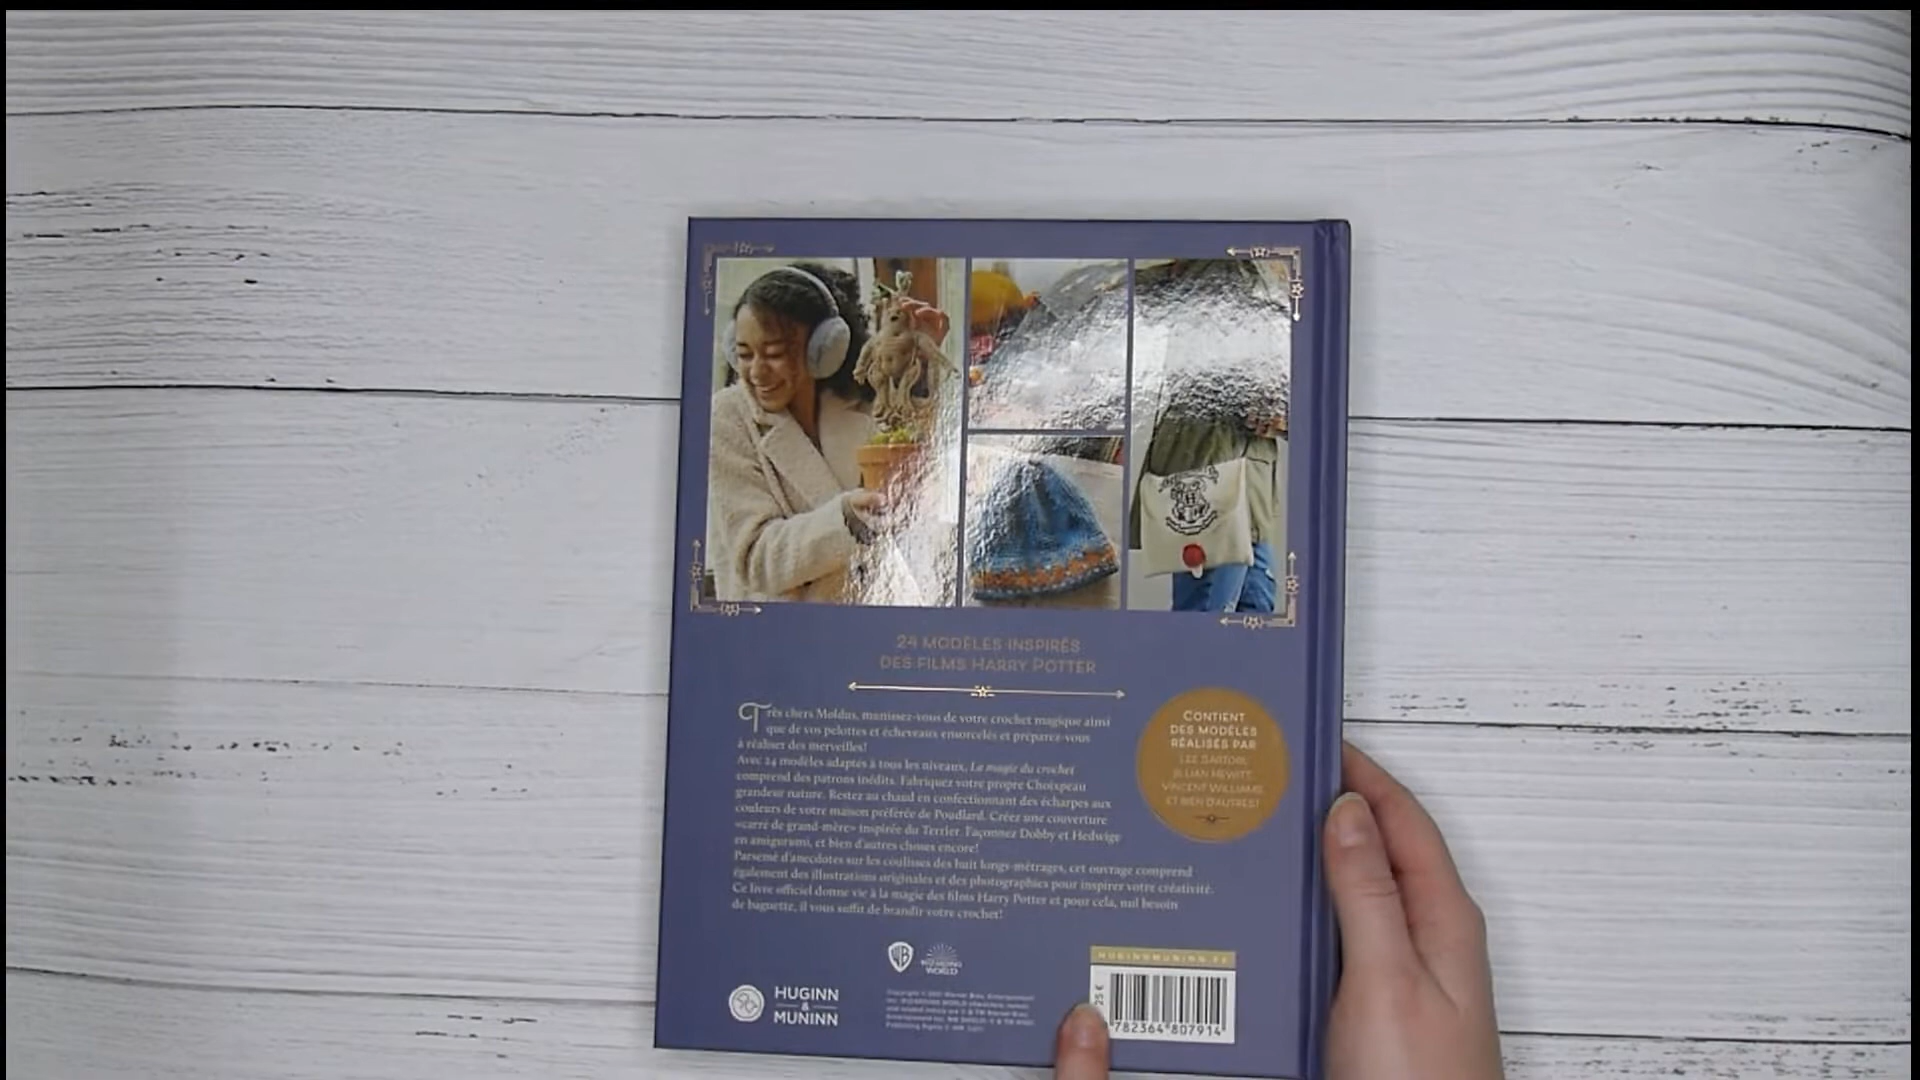 24 MODÈLES INSPIRÉS
DES FILMS HARRY POTTER
Très chers Moldus, munissez-vous de votre crochet magique ainsi
que de vos pelottes et écheveaux ensorcelés et préparez-vous
à réaliser des merveilles!
Avec 24 modèles adaptés à tous les niveaux, La magie du crochet
comprend des patrons inédits. Fabriquez votre propre Choixpeau
grandeur nature. Restez au chaud en confectionnant des écharpes aux
couleurs de votre maison préférée de Poudlard. Créez une couverture
«carré de grand-mère» inspirée du Terrier. Façonnez Dobby et Hedwige
en amigurumi, et bien d'autres choses encore!
Parsemé d'anecdotes sur les coulisses des huit longs-métrages, cet ouvrage comprend
également des illustrations originales et des photographies pour inspirer votre créativité.
Ce livre officiel donne vie à la magie des films Harry Potter et pour cela, nul besoin
de baguette, il vous suffit de brandir votre crochet!
CONTIENT
DES MODÈLES
RÉALISÉS PAR
LEE SARTORI,
JILLIAN HEWITT,
VINCENT WILLIAMS
ET BIEN D'AUTRES!
WB
WIZARDING
WORLD
HUGINN
&
MUNINN
HUGINNMUNINN.FR
25 €
782364 807914